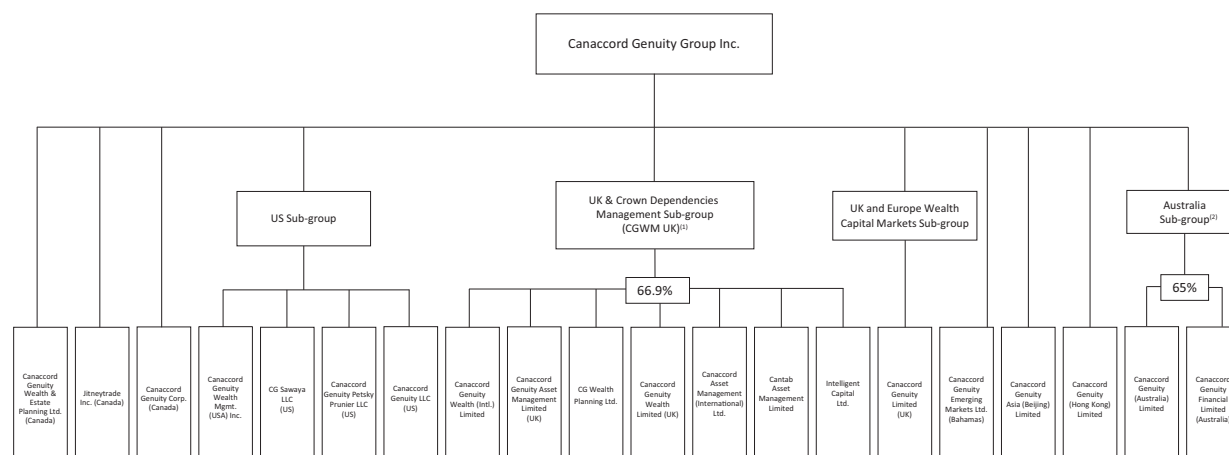 Canaccord Genuity Group Inc.
US Sub-group
UK & Crown Dependencies
Management Sub-group
(CGWM UK)(1)
UK and Europe Wealth
Capital Markets Sub-group
Australia
Sub-group(2)
66.9%
65%
Canaccord
Genuity
Wealth &
Estate
Planning Ltd.
(Canada)
Jitneytrade
Inc. (Canada)
Canaccord
Genuity Corp.
(Canada)
Canaccord
Genuity
Wealth
Mgmt.
(USA) Inc.
CG Sawaya
LLC
(US)
Canaccord
Genuity Petsky
Prunier LLC
(US)
Canaccord
Genuity LLC
(US)
Canaccord
Genuity
Wealth (Intl.)
Limited
Canaccord
Genuity Asset
Management
Limited
(UK)
CG Wealth
Planning Ltd.
Canaccord
Genuity
Wealth
Limited (UK)
Canaccord
Asset
Management
(International)
Ltd.
Cantab
Asset
Management
Limited
Intelligent
Capital
Ltd.
Canaccord
Genuity
Limited
(UK)
Canaccord
Genuity
Emerging
Markets Ltd.
(Bahamas)
Canaccord
Genuity
Asia (Beijing)
Limited
Canaccord
Genuity
(Hong Kong)
Limited
Canaccord
Genuity
(Australia)
Limited
Canaccord
Genuity
Financial
Limited
(Australia)